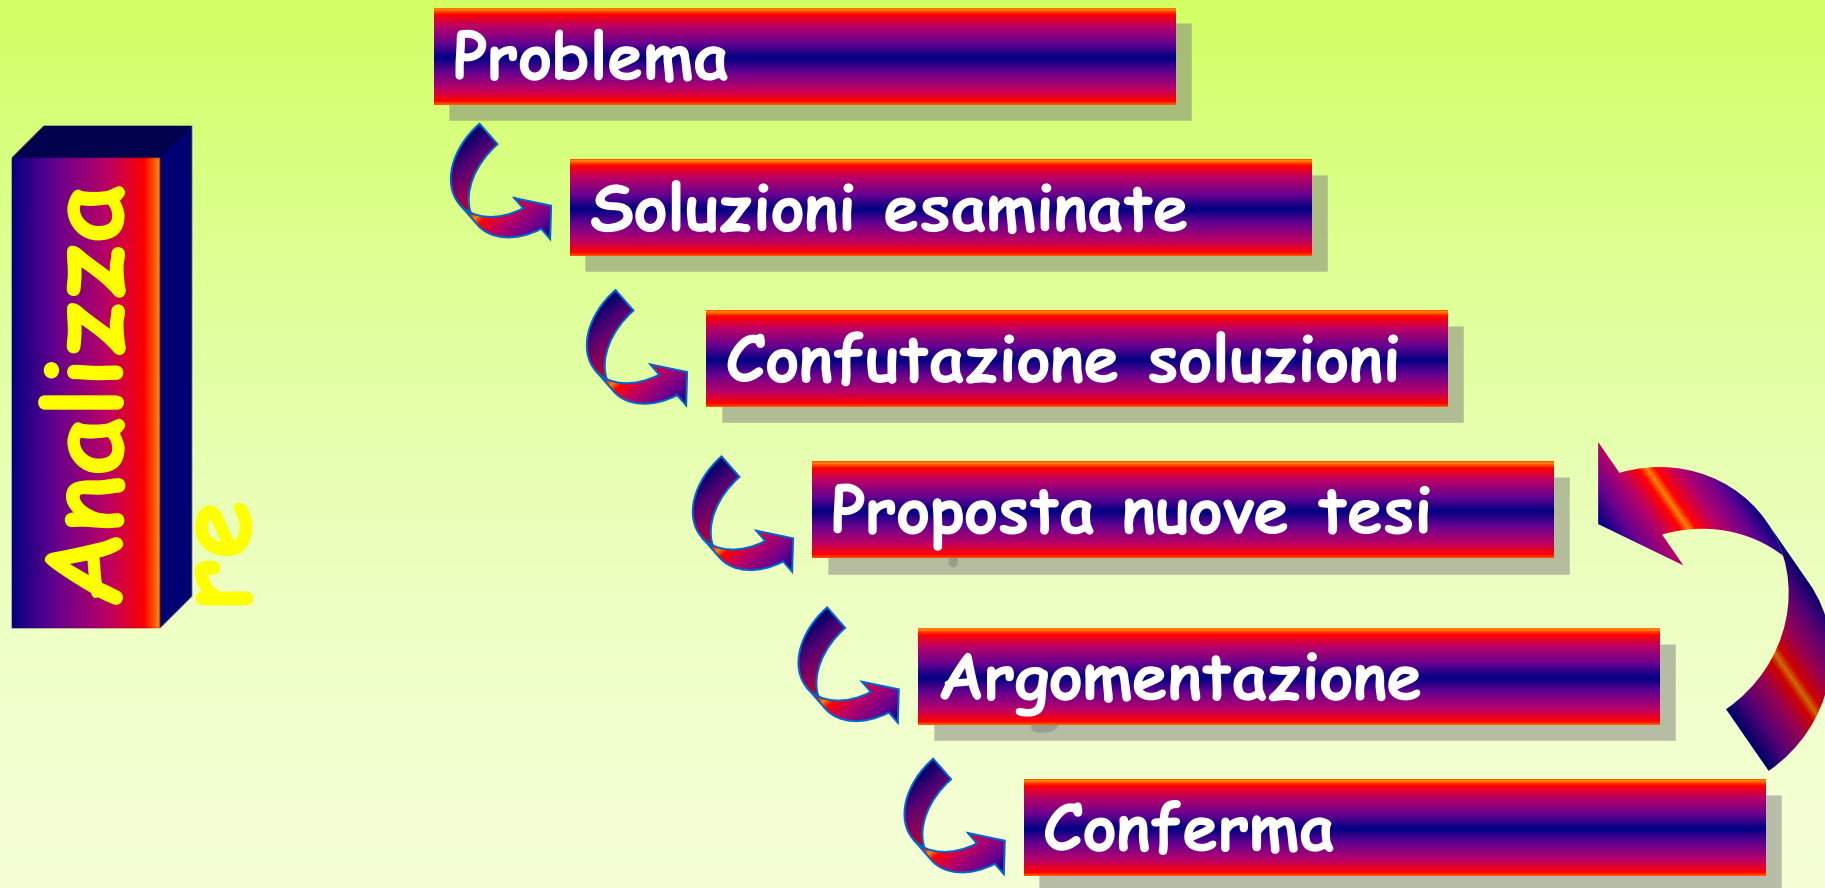 Problema
Soluzioni esaminate
Confutazione soluzioni
Proposta nuove tesi
Argomentazione
Conferma
Analizza
re